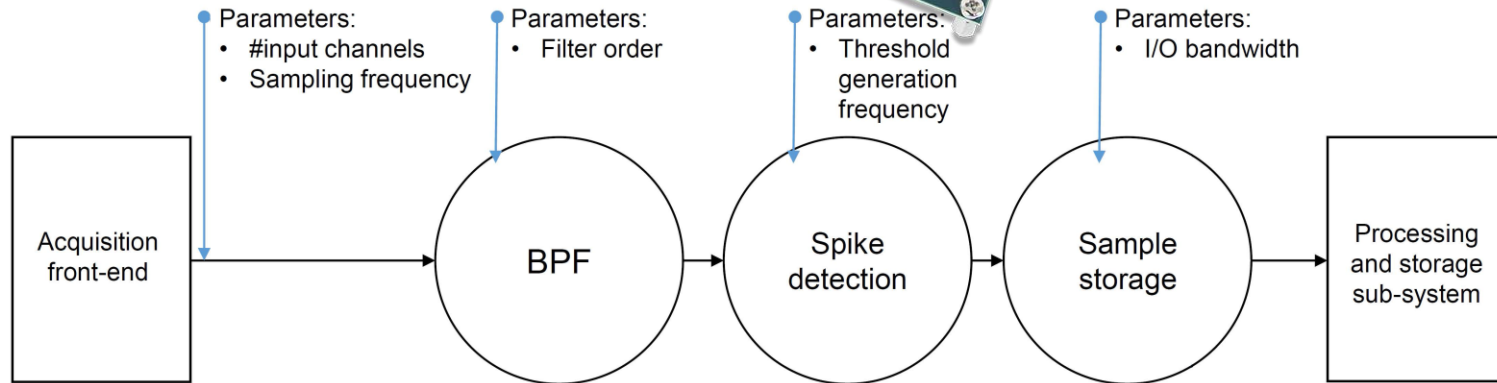 Parameters:
• #input channels
• Sampling frequency
Parameters:
• Filter order
Parameters:
• Threshold
generation
frequency
Parameters:
• I/O bandwidth
Acquisition
front-end
BPF
Spike
detection
Sample
storage
Processing
and storage
sub-system